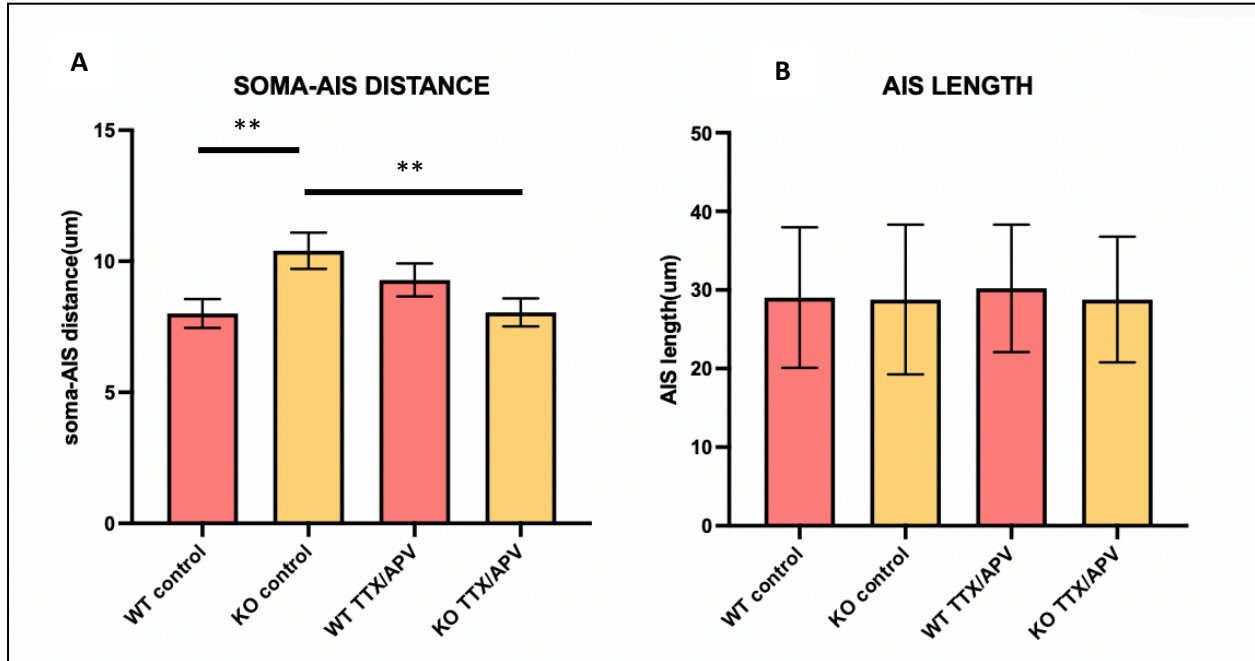 A
SOMA-AIS DISTANCE
15
10
5
0
soma-AIS distance(um)
**
**
WT control
KO control
WT TTX/APV
KO TTX/APV
B
AIS LENGTH
50
40
30
20
10
0
AIS length(um)
WT control
KO control
WT TTX/APV
KO TTX/APV